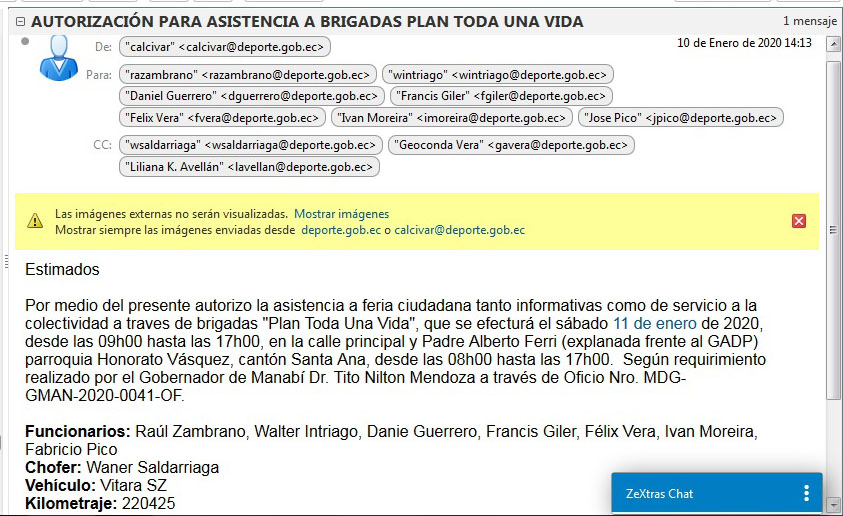 AUTORIZACIÓN PARA ASISTENCIA A BRIGADAS PLAN TODA UNA VIDA 1 mensaje
De: "calcivar" <calcivar@deporte.gob.ec> 10 de Enero de 2020 14:13
Para: "razambrano" <razambrano@deporte.gob.ec> "wintriago" <wintriago@deporte.gob.ec>
"Daniel Guerrero" <dguerrero@deporte.gob.ec> "Francis Giler" <fgiler@deporte.gob.ec>
"Felix Vera" <fvera@deporte.gob.ec> "Ivan Moreira" <imoreira@deporte.gob.ec> "Jose Pico" <jpico@deporte.gob.ec>
CC: "wsaldarriaga" <wsaldarriaga@deporte.gob.ec> "Geoconda Vera" <gavera@deporte.gob.ec>
"Liliana K. Avellán" <lavellan@deporte.gob.ec>
Las imágenes externas no serán visualizadas. Mostrar imágenes
Mostrar siempre las imágenes enviadas desde deporte.gob.ec o calcivar@deporte.gob.ec
Estimados
Por medio del presente autorizo la asistencia a feria ciudadana tanto informativas como de servicio a la
colectividad a traves de brigadas "Plan Toda Una Vida", que se efecturá el sábado 11 de enero de 2020,
desde las 09h00 hasta las 17h00, en la calle principal y Padre Alberto Ferri (explanada frente al GADP)
parroquia Honorato Vásquez, cantón Santa Ana, desde las 08h00 hasta las 17h00. Según requirimiento
realizado por el Gobernador de Manabí Dr. Tito Nilton Mendoza a través de Oficio Nro. MDG-
GMAN-2020-0041-OF.
Funcionarios: Raúl Zambrano, Walter Intriago, Danie Guerrero, Francis Giler, Félix Vera, Ivan Moreira,
Fabricio Pico
Chofer: Waner Saldarriaga
Vehículo: Vitara SZ
Kilometraje: 220425
ZeXtras Chat